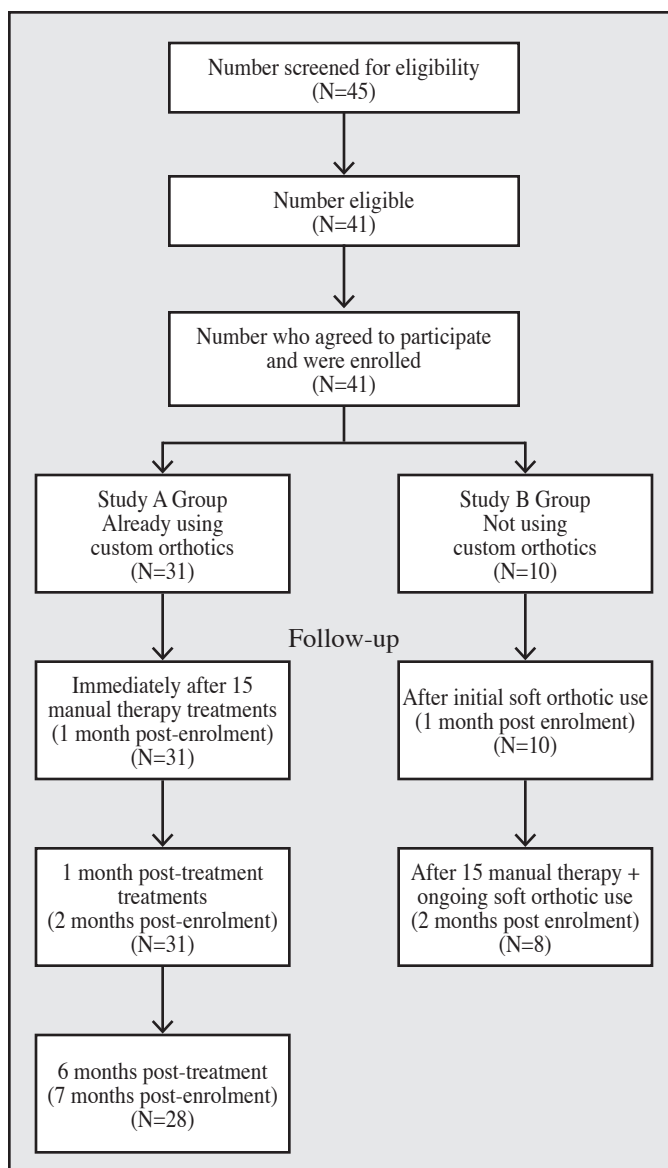 Number screened for eligibility
(N=45)
Number eligible
(N=41)
Number who agreed to participate
and were enrolled
(N=41)
Study A Group
Already using
custom orthotics
(N=31)
Study B Group
Not using
custom orthotics
(N=10)
Follow-up
Immediately after 15
manual therapy treatments
(1 month post-enrolment)
(N=31)
After initial soft orthotic use
(1 month post enrolment)
(N=10)
1 month post-treatment
treatments
(2 months post-enrolment)
(N=31)
After 15 manual therapy +
ongoing soft orthotic use
(2 months post enrolment)
(N=8)
6 months post-treatment
(7 months post-enrolment)
(N=28)